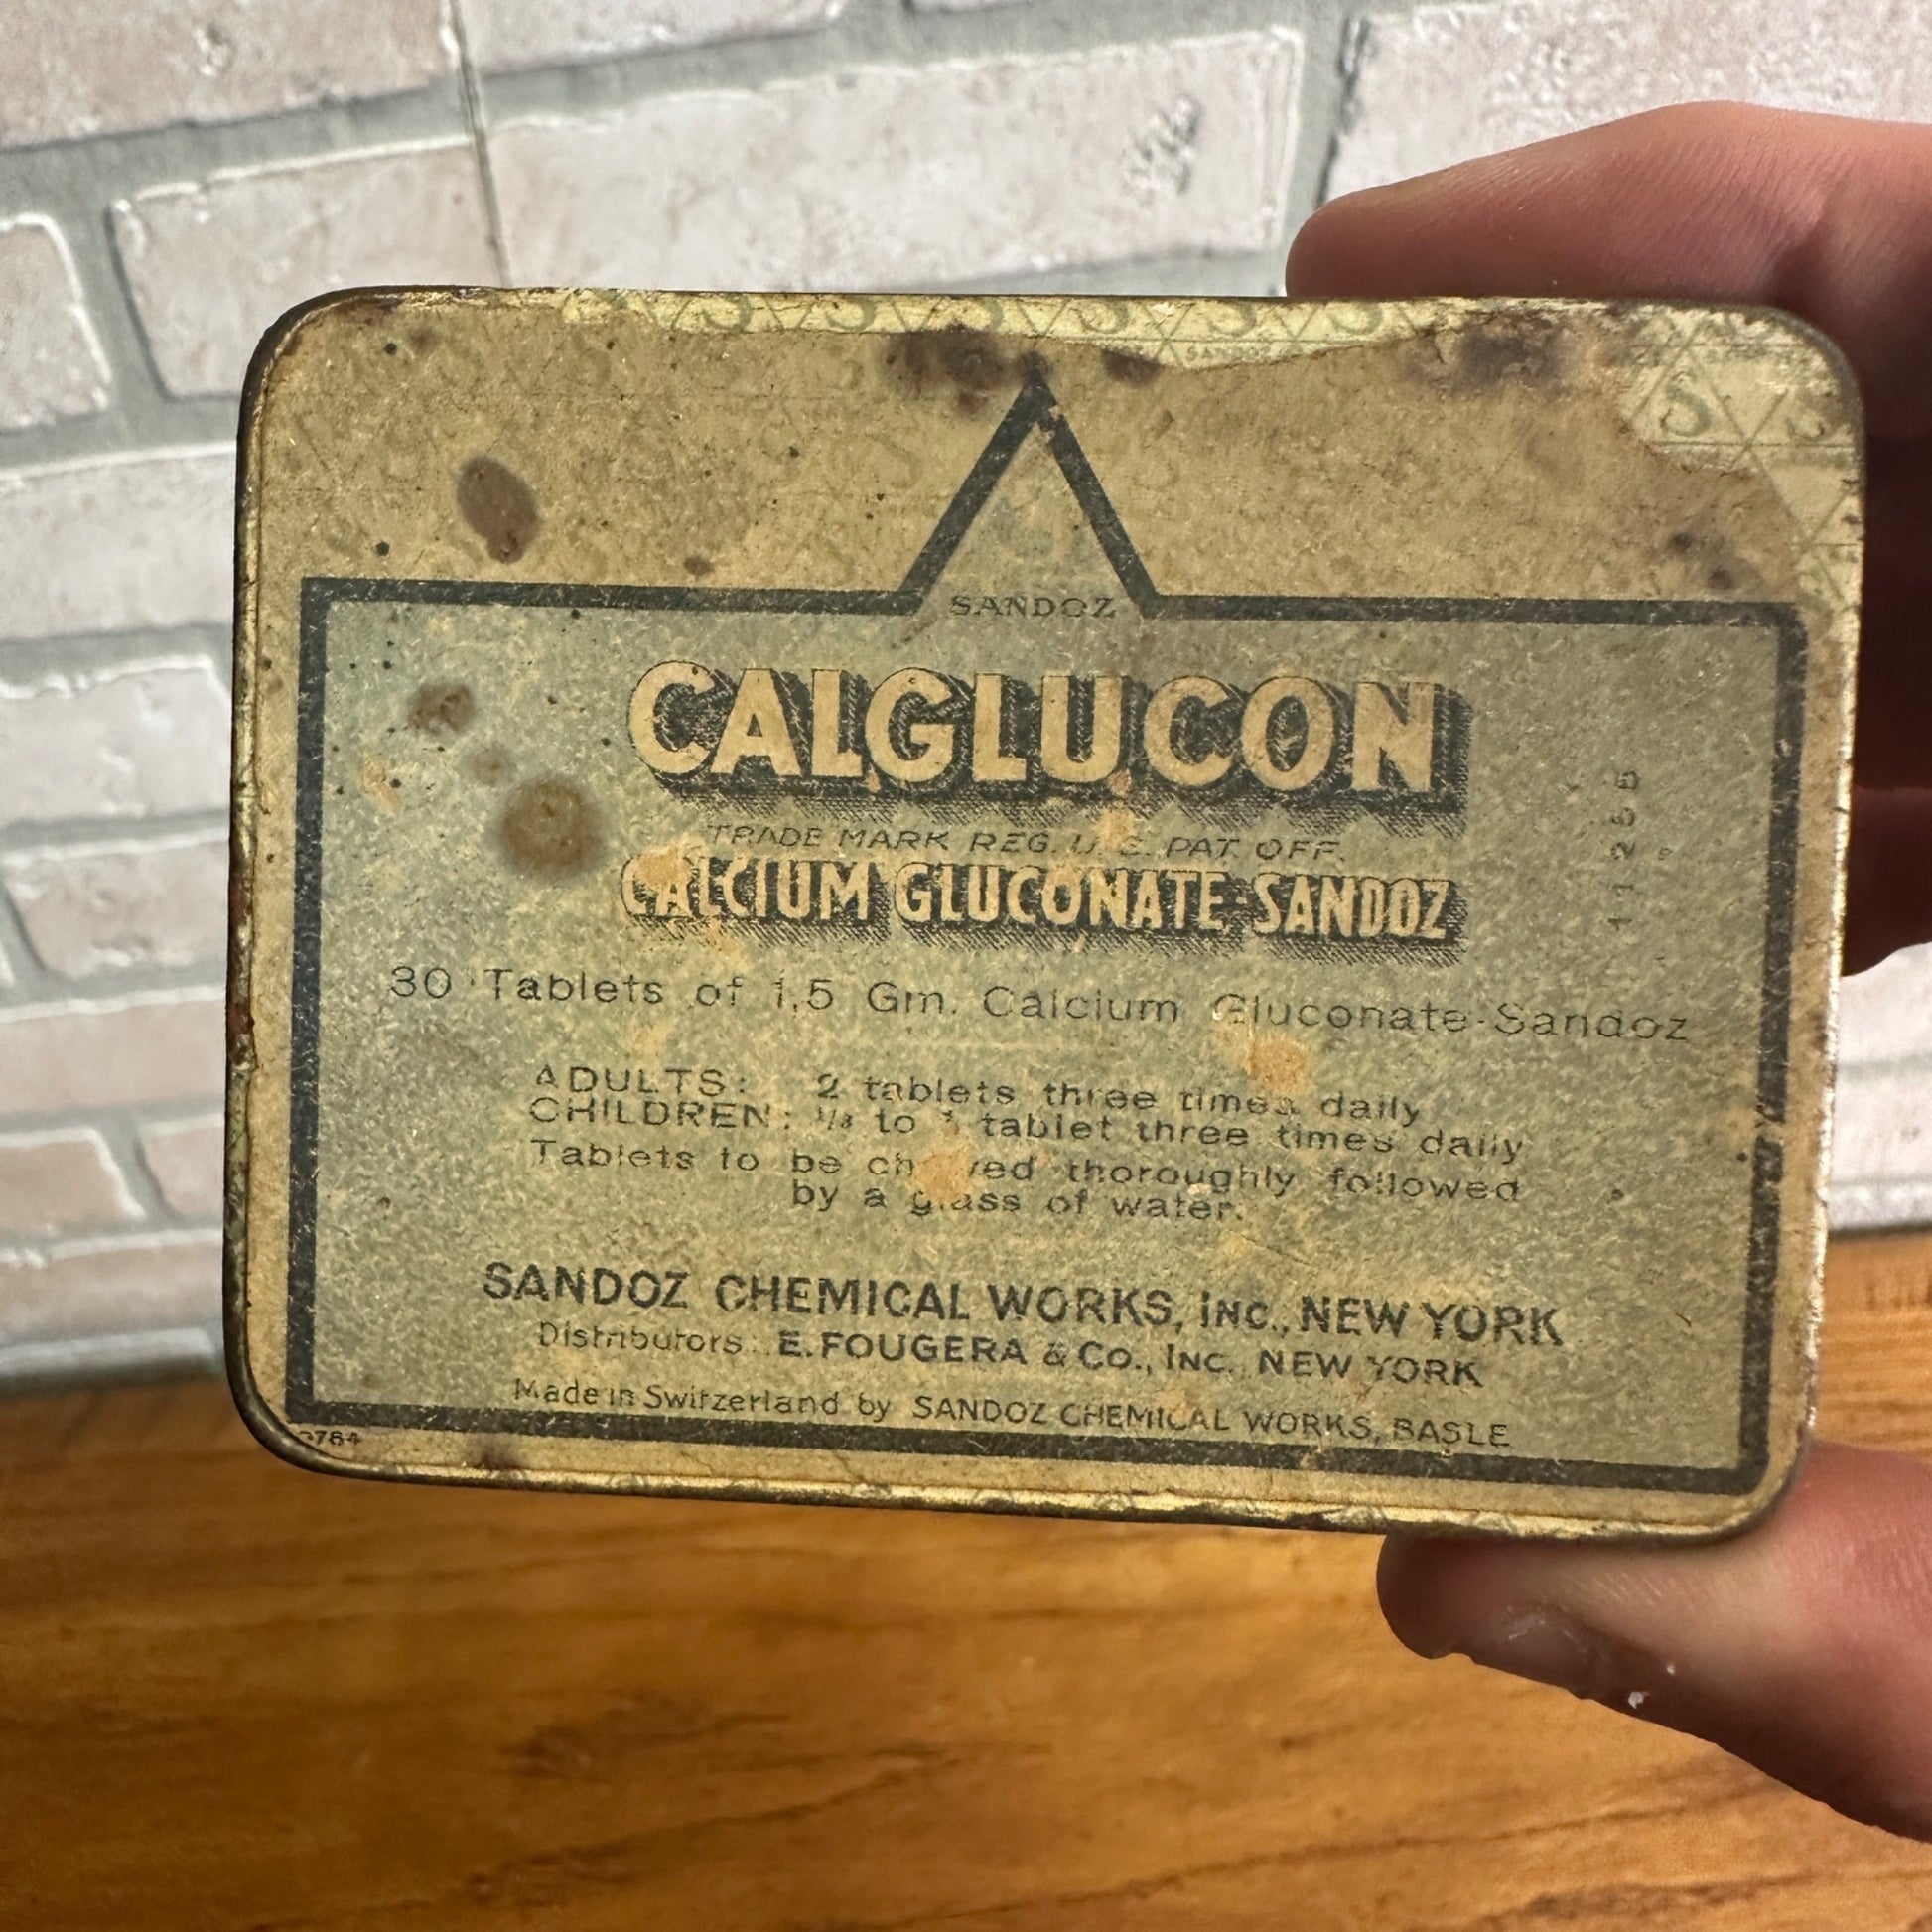 SANDOZ
SANDOZ
CALGLUCON
TRADE MARK REG. U. S. PAT. OFF.
CALCIUM GLUCONATE-SANDOZ
30 Tablets of 1,5 Gm. Calcium Gluconate-Sandoz
ADULTS: 2 tablets three times daily
CHILDREN: to tablet three times daily
Tablets to be thoroughly followed
by a glass of water.
SANDOZ CHEMICAL WORKS, INC., NEW YORK
Distributors: E. FOUGERA & Co., INC., NEW YORK
Made in Switzerland by SANDOZ CHEMICAL WORKS, BASLE